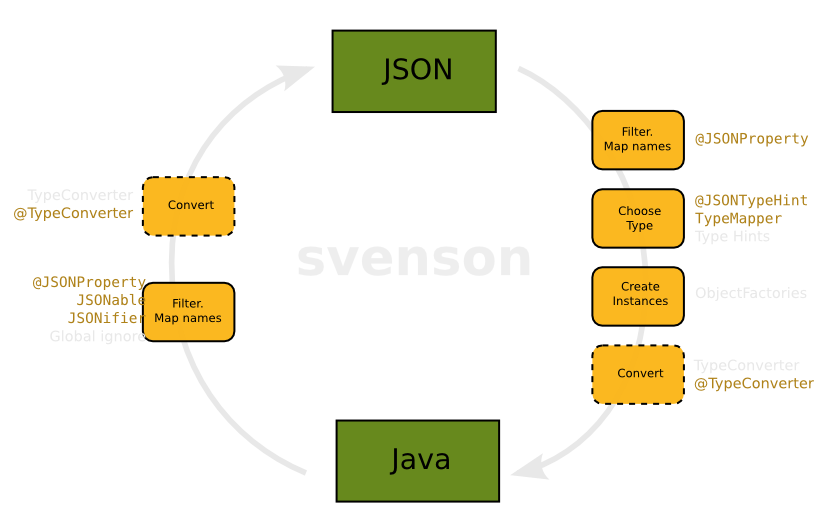 JSON
Filter.
Map names
@JSONProperty
Choose
Type
@JSONTypeHint
TypeMapper
Type Hints
Create
Instances
ObjectFactories
Convert
TypeConverter
@TypeConverter
Java
svenson
TypeConverter
@TypeConverter
Convert
@JSONProperty
JSONable
JSONifier
Global ignore
Filter.
Map names